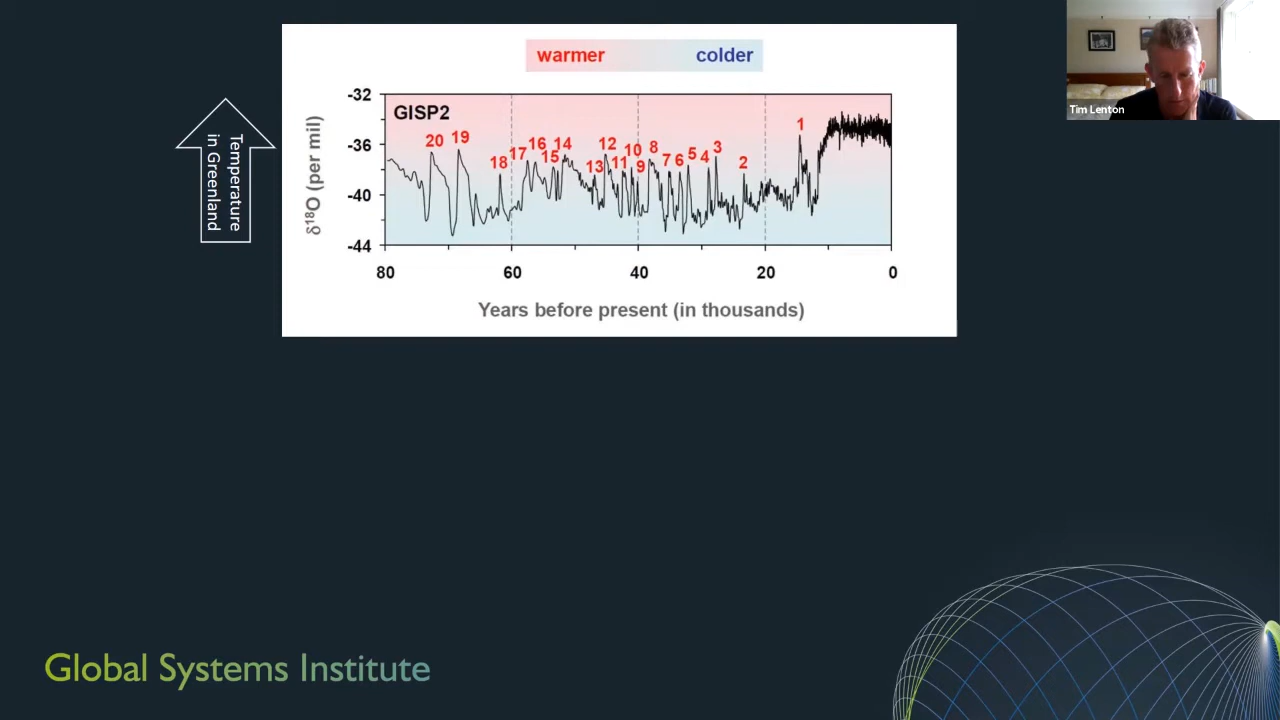 warmer colder
Temperature
in Greenland
δ18O (per mil)
GISP2
-32
-36
-40
-44
20 19 18 17 16 15 14 13 12 11 10 9 8 7 6 5 4 3 2 1
80 60 40 20 0
Years before present (in thousands)
Tim Lenton
Global Systems Institute